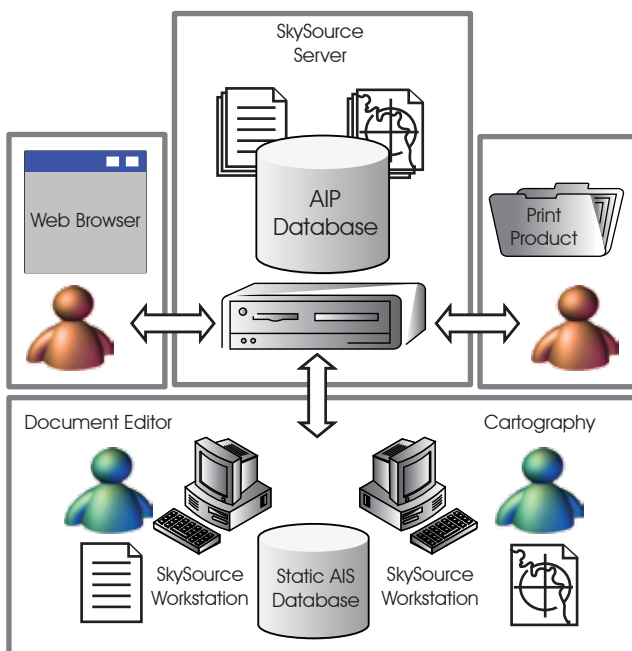 SkySource
Server
AIP
Database
Web Browser
Print
Product
Document Editor
Cartography
SkySource
Workstation
Static AIS
Database
SkySource
Workstation